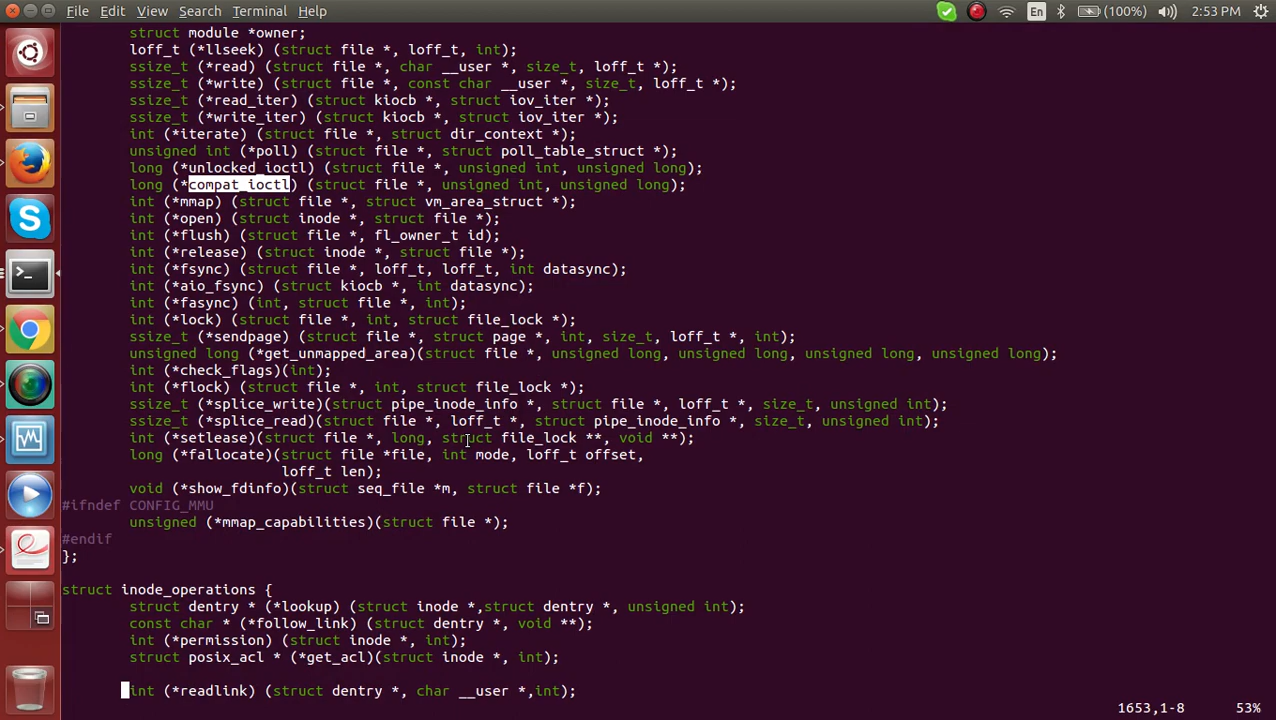 File Edit View Search Terminal Help En (100%) 2:53 PM
struct module *owner;
loff_t (*llseek) (struct file *, loff_t, int);
ssize_t (*read) (struct file *, char __user *, size_t, loff_t *);
ssize_t (*write) (struct file *, const char __user *, size_t, loff_t *);
ssize_t (*read_iter) (struct kiocb *, struct iov_iter *);
ssize_t (*write_iter) (struct kiocb *, struct iov_iter *);
int (*iterate) (struct file *, struct dir_context *);
unsigned int (*poll) (struct file *, struct poll_table_struct *);
long (*unlocked_ioctl) (struct file *, unsigned int, unsigned long);
long (*compat_ioctl) (struct file *, unsigned int, unsigned long);
int (*mmap) (struct file *, struct vm_area_struct *);
int (*open) (struct inode *, struct file *);
int (*flush) (struct file *, fl_owner_t id);
int (*release) (struct inode *, struct file *);
int (*fsync) (struct file *, loff_t, loff_t, int datasync);
int (*aio_fsync) (struct kiocb *, int datasync);
int (*fasync) (int, struct file *, int);
int (*lock) (struct file *, int, struct file_lock *);
ssize_t (*sendpage) (struct file *, struct page *, int, size_t, loff_t *, int);
unsigned long (*get_unmapped_area)(struct file *, unsigned long, unsigned long, unsigned long, unsigned long);
int (*check_flags)(int);
int (*flock) (struct file *, int, struct file_lock *);
ssize_t (*splice_write)(struct pipe_inode_info *, struct file *, loff_t *, size_t, unsigned int);
ssize_t (*splice_read)(struct file *, loff_t *, struct pipe_inode_info *, size_t, unsigned int);
int (*setlease)(struct file *, long, struct file_lock **, void **);
long (*fallocate)(struct file *file, int mode, loff_t offset,
loff_t len);
void (*show_fdinfo)(struct seq_file *m, struct file *f);
#ifndef CONFIG_MMU
unsigned (*mmap_capabilities)(struct file *);
#endif
};
struct inode_operations {
struct dentry * (*lookup) (struct inode *,struct dentry *, unsigned int);
const char * (*follow_link) (struct dentry *, void **);
int (*permission) (struct inode *, int);
struct posix_acl * (*get_acl)(struct inode *, int);
int (*readlink) (struct dentry *, char __user *,int);
1653,1-8 53%